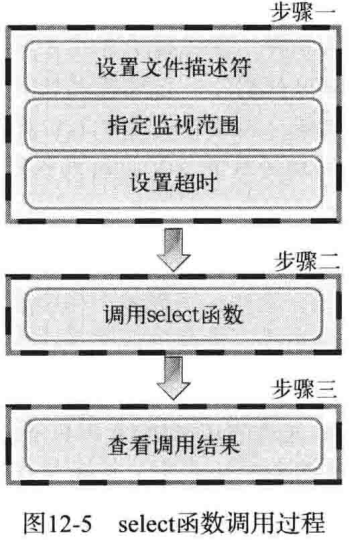 步骤一
设置文件描述符
指定监视范围
设置超时
步骤二
调用select函数
步骤三
查看调用结果
图12-5 select函数调用过程